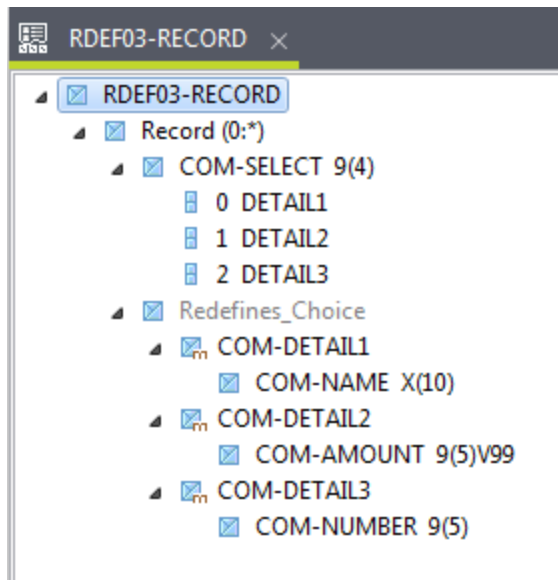 RDEF03-RECORD
RDEF03-RECORD
Record (0:*)
COM-SELECT 9(4)
0 DETAIL1
1 DETAIL2
2 DETAIL3
Redefines_Choice
COM-DETAIL1
COM-NAME X(10)
COM-DETAIL2
COM-AMOUNT 9(5)V99
COM-DETAIL3
COM-NUMBER 9(5)